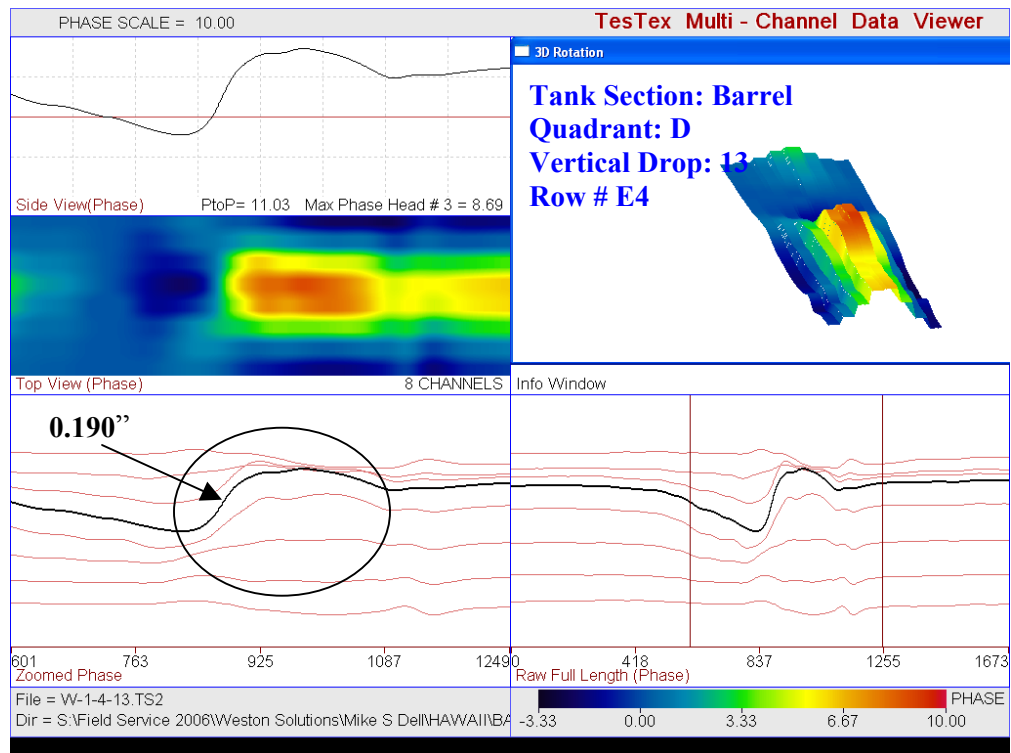 PHASE SCALE = 10.00
TesTex Multi - Channel Data Viewer
3D Rotation
Tank Section: Barrel
Quadrant: D
Vertical Drop: 13
Row # E4
Side View(Phase) PtoP= 11.03 Max Phase Head # 3 = 8.69
Top View (Phase) 8 CHANNELS
Info Window
0.190”
601 763 925 1087 1249
Zoomed Phase
0 418 837 1255 1673
Raw Full Length (Phase)
File = W-1-4-13.TS2
Dir = S:\Field Service 2006\Weston Solutions\Mike S Dell\HAWAII\BA
PHASE
-3.33 0.00 3.33 6.67 10.00